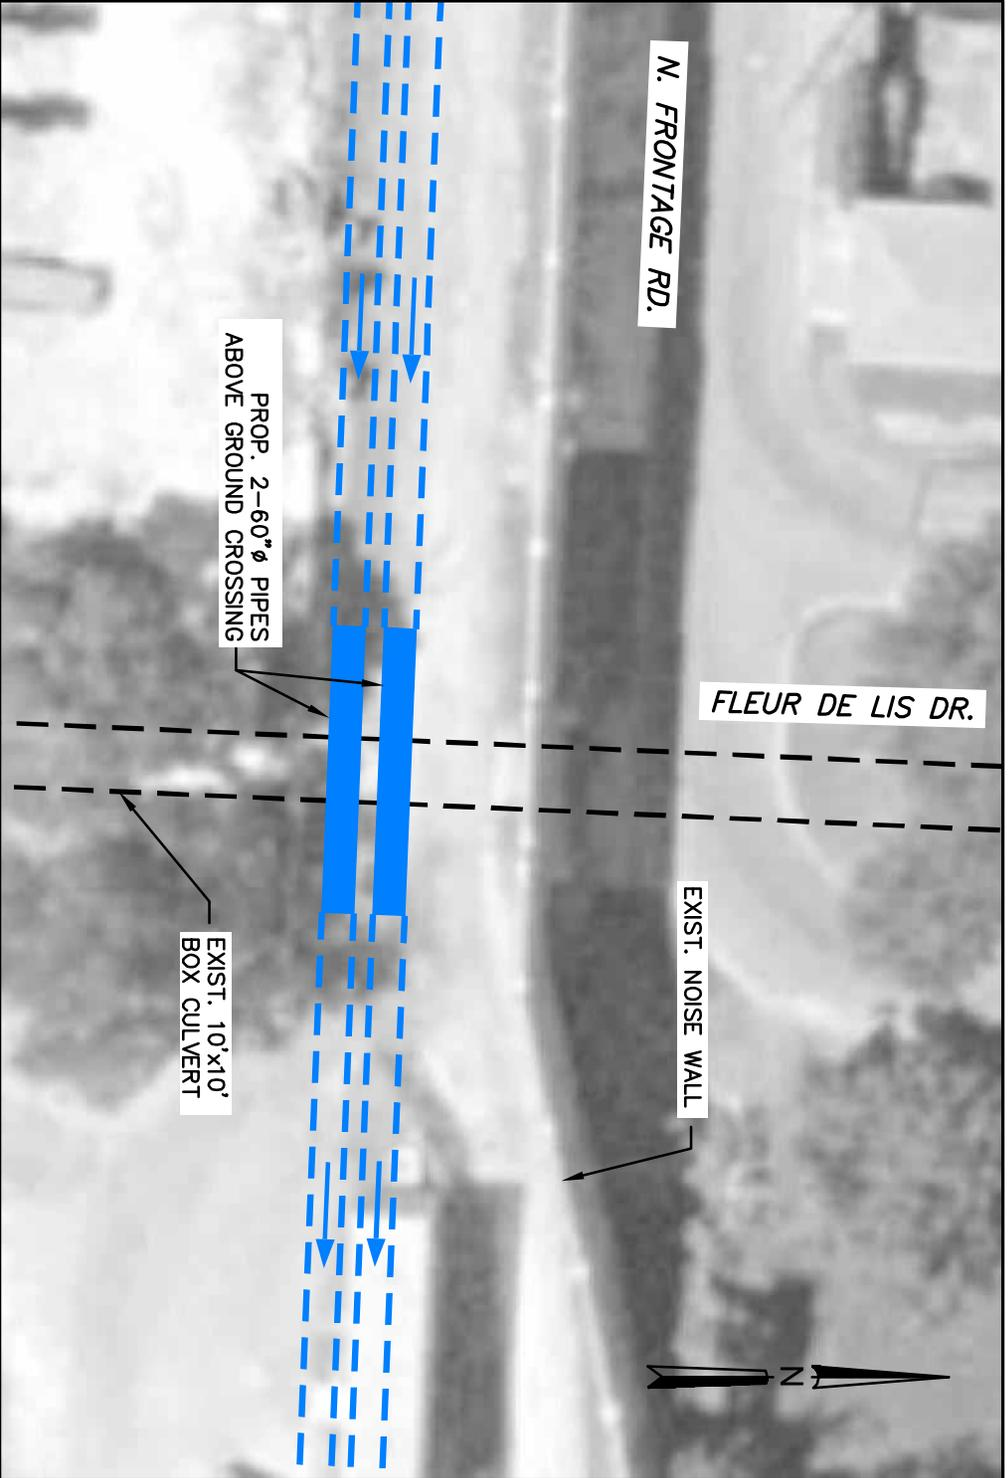 N. FRONTAGE RD.
FLEUR DE LIS DR.
PROP. 2-60"Ø PIPES
ABOVE GROUND CROSSING
EXIST. NOISE WALL
EXIST. 10'x10'
BOX CULVERT
N